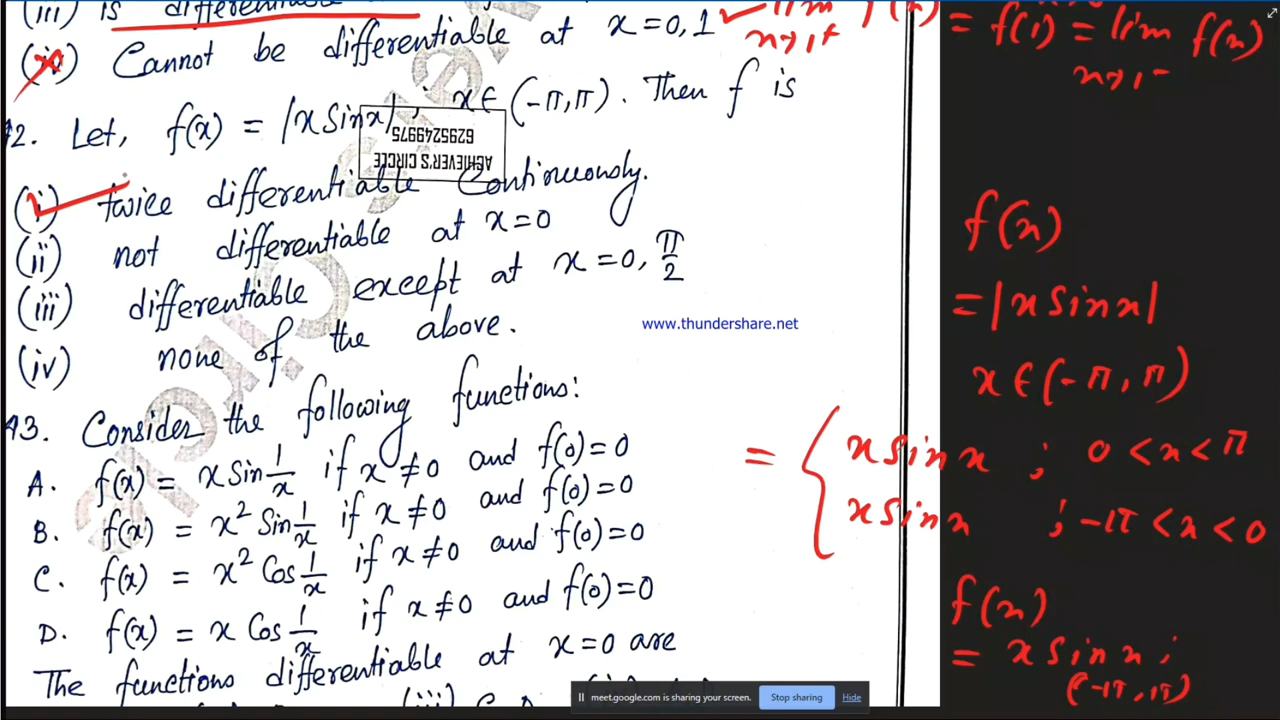 (iii) is differentiable
(iv) Cannot be differentiable at x=0,1
lim
x→1+
= f(1) = lim f(x)
x→1-
12. Let, f(x) = |x Sinx| ; x∈ (-π,π). Then f is
ACHIEVER'S CIRCLE
6295249975
(i) twice differentiable Continuously.
(ii) not differentiable at x=0
(iii) differentiable except at x=0, π/2
(iv) none of the above.
www.thundershare.net
13. Consider the following functions:
A. f(x) = x Sin 1/x if x ≠0 and f(0)=0
B. f(x) = x² Sin 1/x if x ≠0 and f(0)=0
C. f(x) = x² Cos 1/x if x ≠0 and f(0)=0
D. f(x) = x Cos 1/x if x ≠0 and f(0)=0
The functions differentiable at x=0 are
f(x)
= |x sinx|
x ∈ (-π, π)
= { x sin x ; 0 < x < π
x sin x ; -π < x < 0
f(x)
= x sin x ;
(-π, π)
meet.google.com is sharing your screen.
Stop sharing
Hide